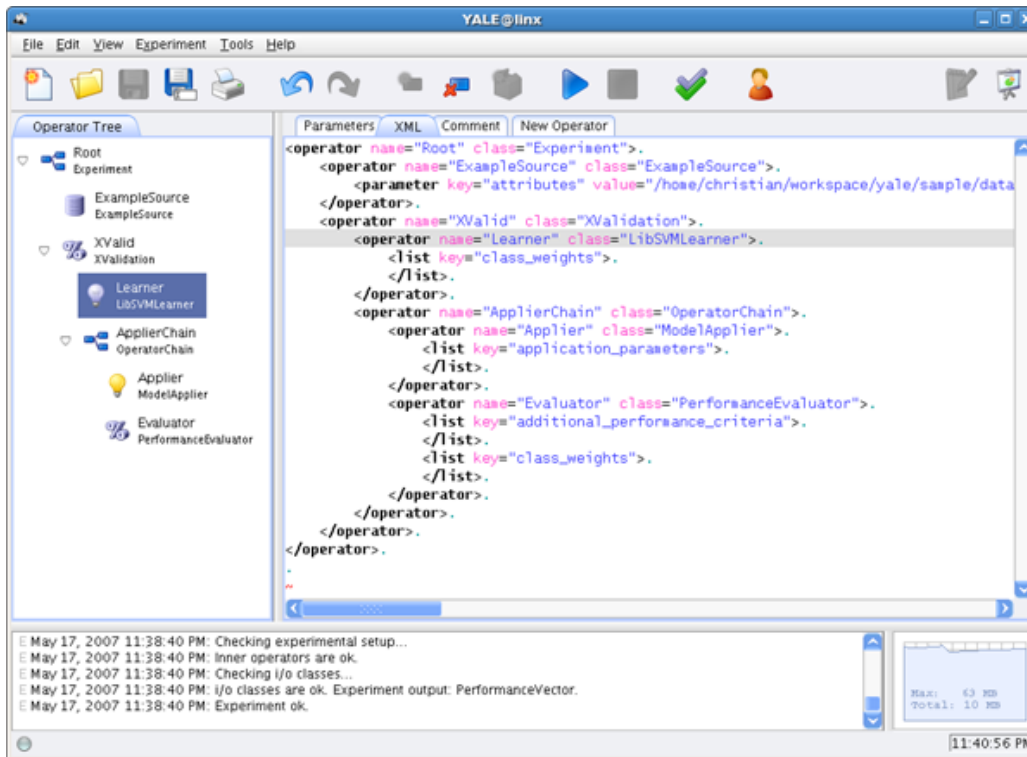 YALE@linx
File Edit View Experiment Tools Help
Operator Tree
Root
Experiment
ExampleSource
ExampleSource
XValid
XValidation
Learner
LibSVMLearner
ApplierChain
OperatorChain
Applier
ModelApplier
Evaluator
PerformanceEvaluator
Parameters XML Comment New Operator
<operator name="Root" class="Experiment">.
<operator name="ExampleSource" class="ExampleSource">.
<parameter key="attributes" value="/home/christian/workspace/yale/sample/data
</operator>.
<operator name="XValid" class="XValidation">.
<operator name="Learner" class="LibSVMLearner">.
<list key="class_weights">.
</list>.
</operator>.
<operator name="ApplierChain" class="OperatorChain">.
<operator name="Applier" class="ModelApplier">.
<list key="application_parameters">.
</list>.
</operator>.
<operator name="Evaluator" class="PerformanceEvaluator">.
<list key="additional_performance_criteria">.
</list>.
<list key="class_weights">.
</list>.
</operator>.
</operator>.
</operator>.
</operator>.
.
~
E May 17, 2007 11:38:40 PM: Checking experimental setup...
E May 17, 2007 11:38:40 PM: Inner operators are ok.
E May 17, 2007 11:38:40 PM: Checking i/o classes...
E May 17, 2007 11:38:40 PM: i/o classes are ok. Experiment output: PerformanceVector.
E May 17, 2007 11:38:40 PM: Experiment ok.
Max: 63 MB
Total: 10 MB
11:40:56 PM